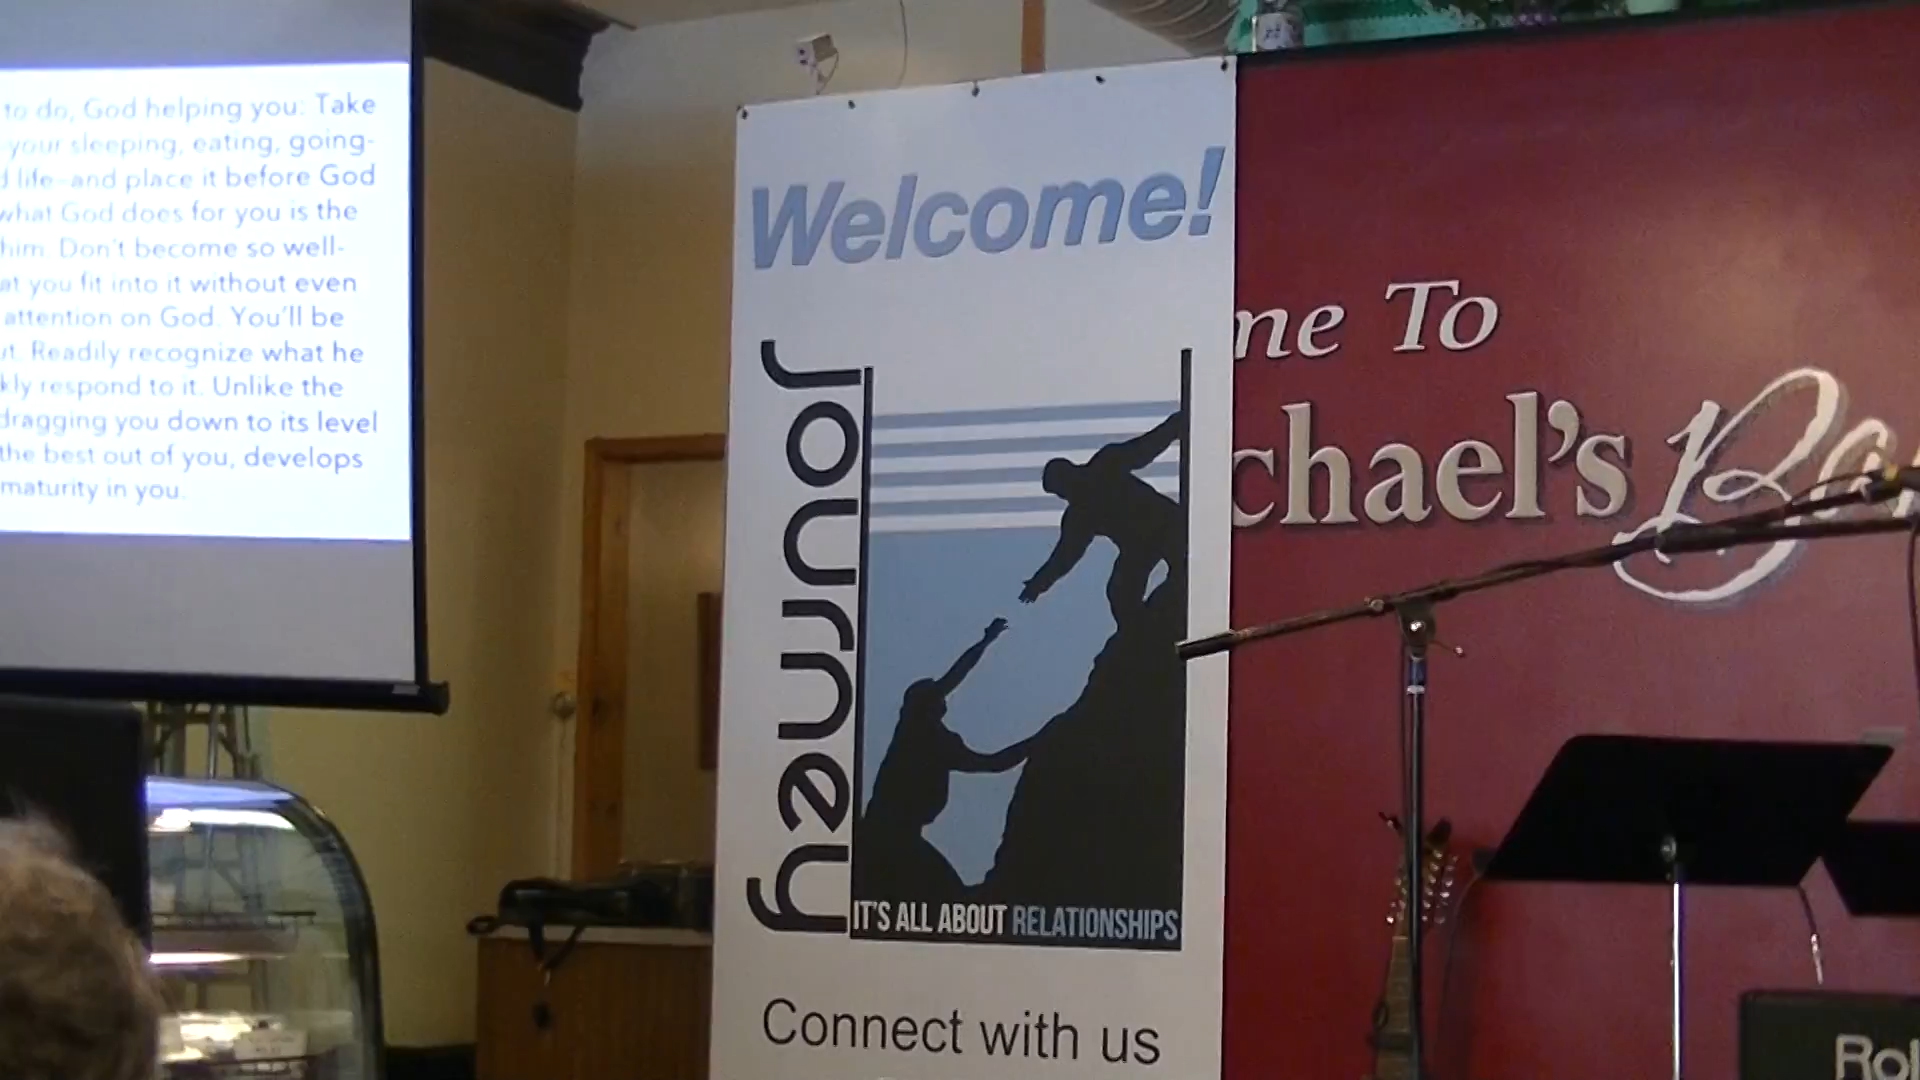 to do, God helping you: Take
your sleeping, eating, going-
d life-and place it before God
what God does for you is the
him. Don't become so well-
at you fit into it without even
attention on God. You'll be
ut. Readily recognize what he
kly respond to it. Unlike the
dragging you down to its level
the best out of you, develops
maturity in you.
Welcome!
Journey
IT'S ALL ABOUT RELATIONSHIPS
Connect with us
me To
chael's Ba
Rol